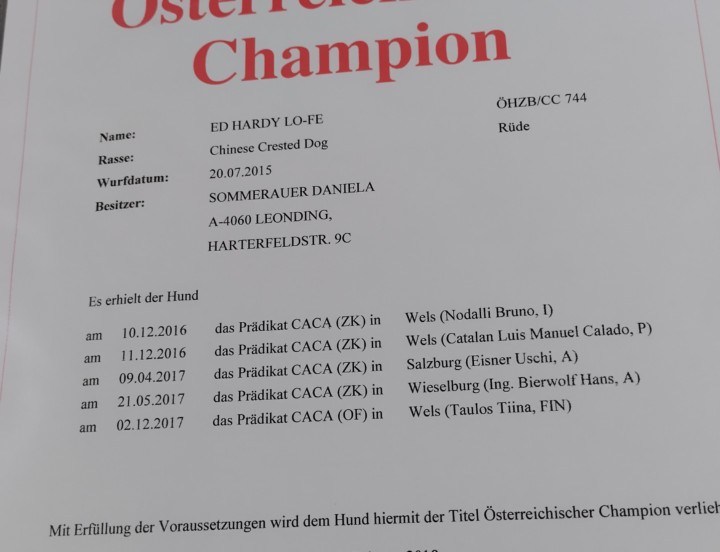 Champion
Name: ED HARDY LO-FE ÖHZB/CC 744
Rasse: Chinese Crested Dog Rüde
Wurfdatum: 20.07.2015
Besitzer: SOMMERAUER DANIELA
A-4060 LEONDING,
HARTERFELDSTR. 9C
Es erhielt der Hund
am 10.12.2016 das Prädikat CACA (ZK) in Wels (Nodalli Bruno, I)
am 11.12.2016 das Prädikat CACA (ZK) in Wels (Catalan Luis Manuel Calado, P)
am 09.04.2017 das Prädikat CACA (ZK) in Salzburg (Eisner Uschi, A)
am 21.05.2017 das Prädikat CACA (ZK) in Wieselburg (Ing. Bierwolf Hans, A)
am 02.12.2017 das Prädikat CACA (OF) in Wels (Taulos Tiina, FIN)
Mit Erfüllung der Voraussetzungen wird dem Hund hiermit der Titel Österreichischer Champion